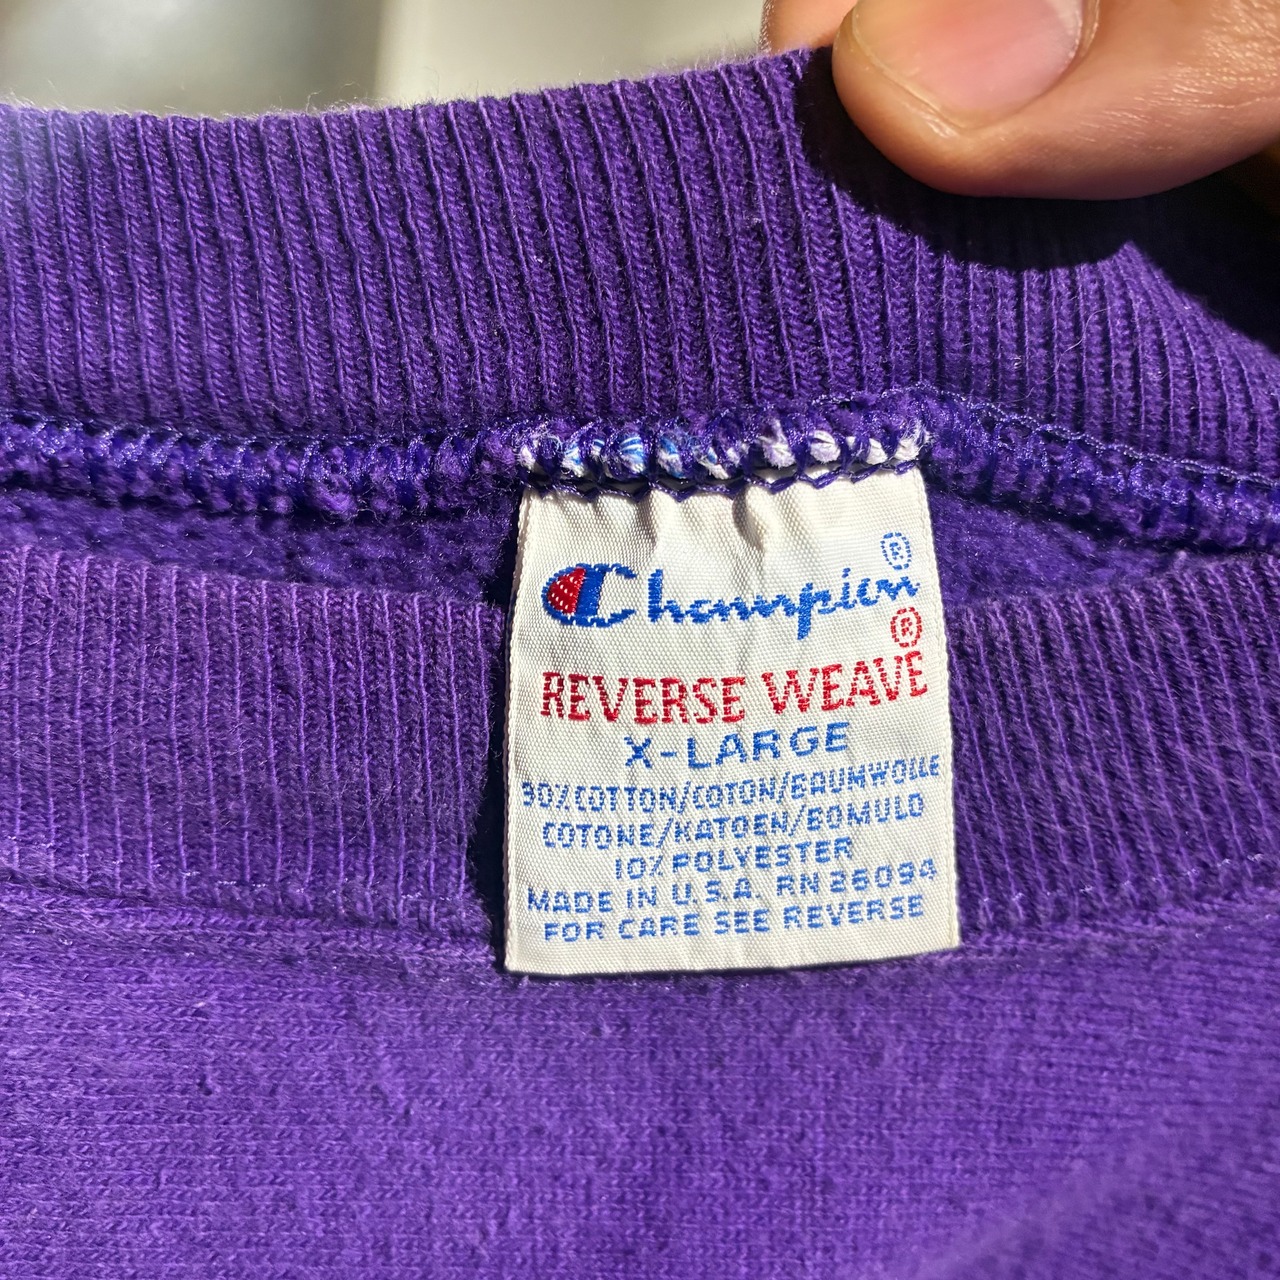 Champion®
REVERSE WEAVE®
X-LARGE
90% COTTON/COTON/BAUMWOLLE
COTONE/KATOEN/BOMULD
10% POLYESTER
MADE IN U.S.A. RN 26094
FOR CARE SEE REVERSE